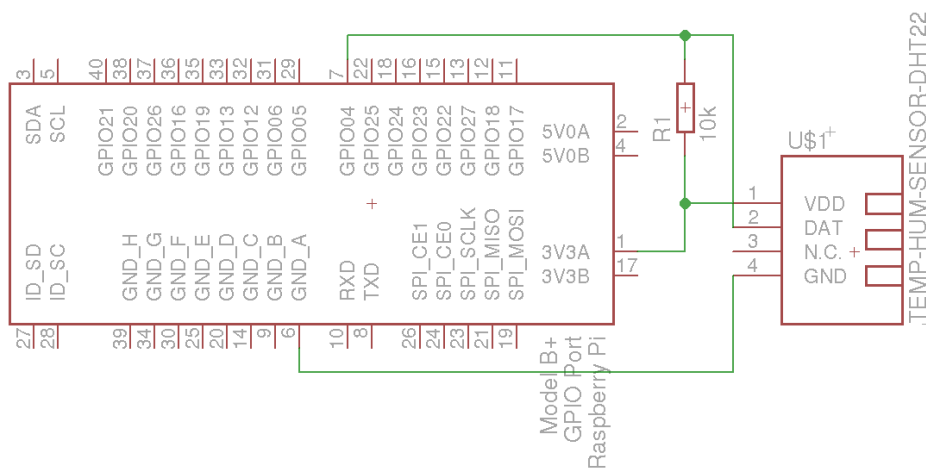 3
5
40
38
37
36
35
33
32
31
29
7
22
18
16
15
13
12
11
SDA
SCL
GPIO21
GPIO20
GPIO26
GPIO16
GPIO19
GPIO13
GPIO12
GPIO06
GPIO05
GPIO04
GPIO25
GPIO24
GPIO23
GPIO22
GPIO27
GPIO18
GPIO17
5V0A
2
5V0B
4
3V3A
1
3V3B
17
ID_SD
ID_SC
GND_H
GND_G
GND_F
GND_E
GND_D
GND_C
GND_B
GND_A
RXD
TXD
SPI_CE1
SPI_CE0
SPI_SCLK
SPI_MISO
SPI_MOSI
27
28
39
34
30
25
20
14
9
6
10
8
26
24
23
21
19
Model B+
GPIO Port
Raspberry Pi
R1
10k
U$1
1
VDD
2
DAT
3
N.C.
4
GND
TEMP-HUM-SENSOR-DHT22